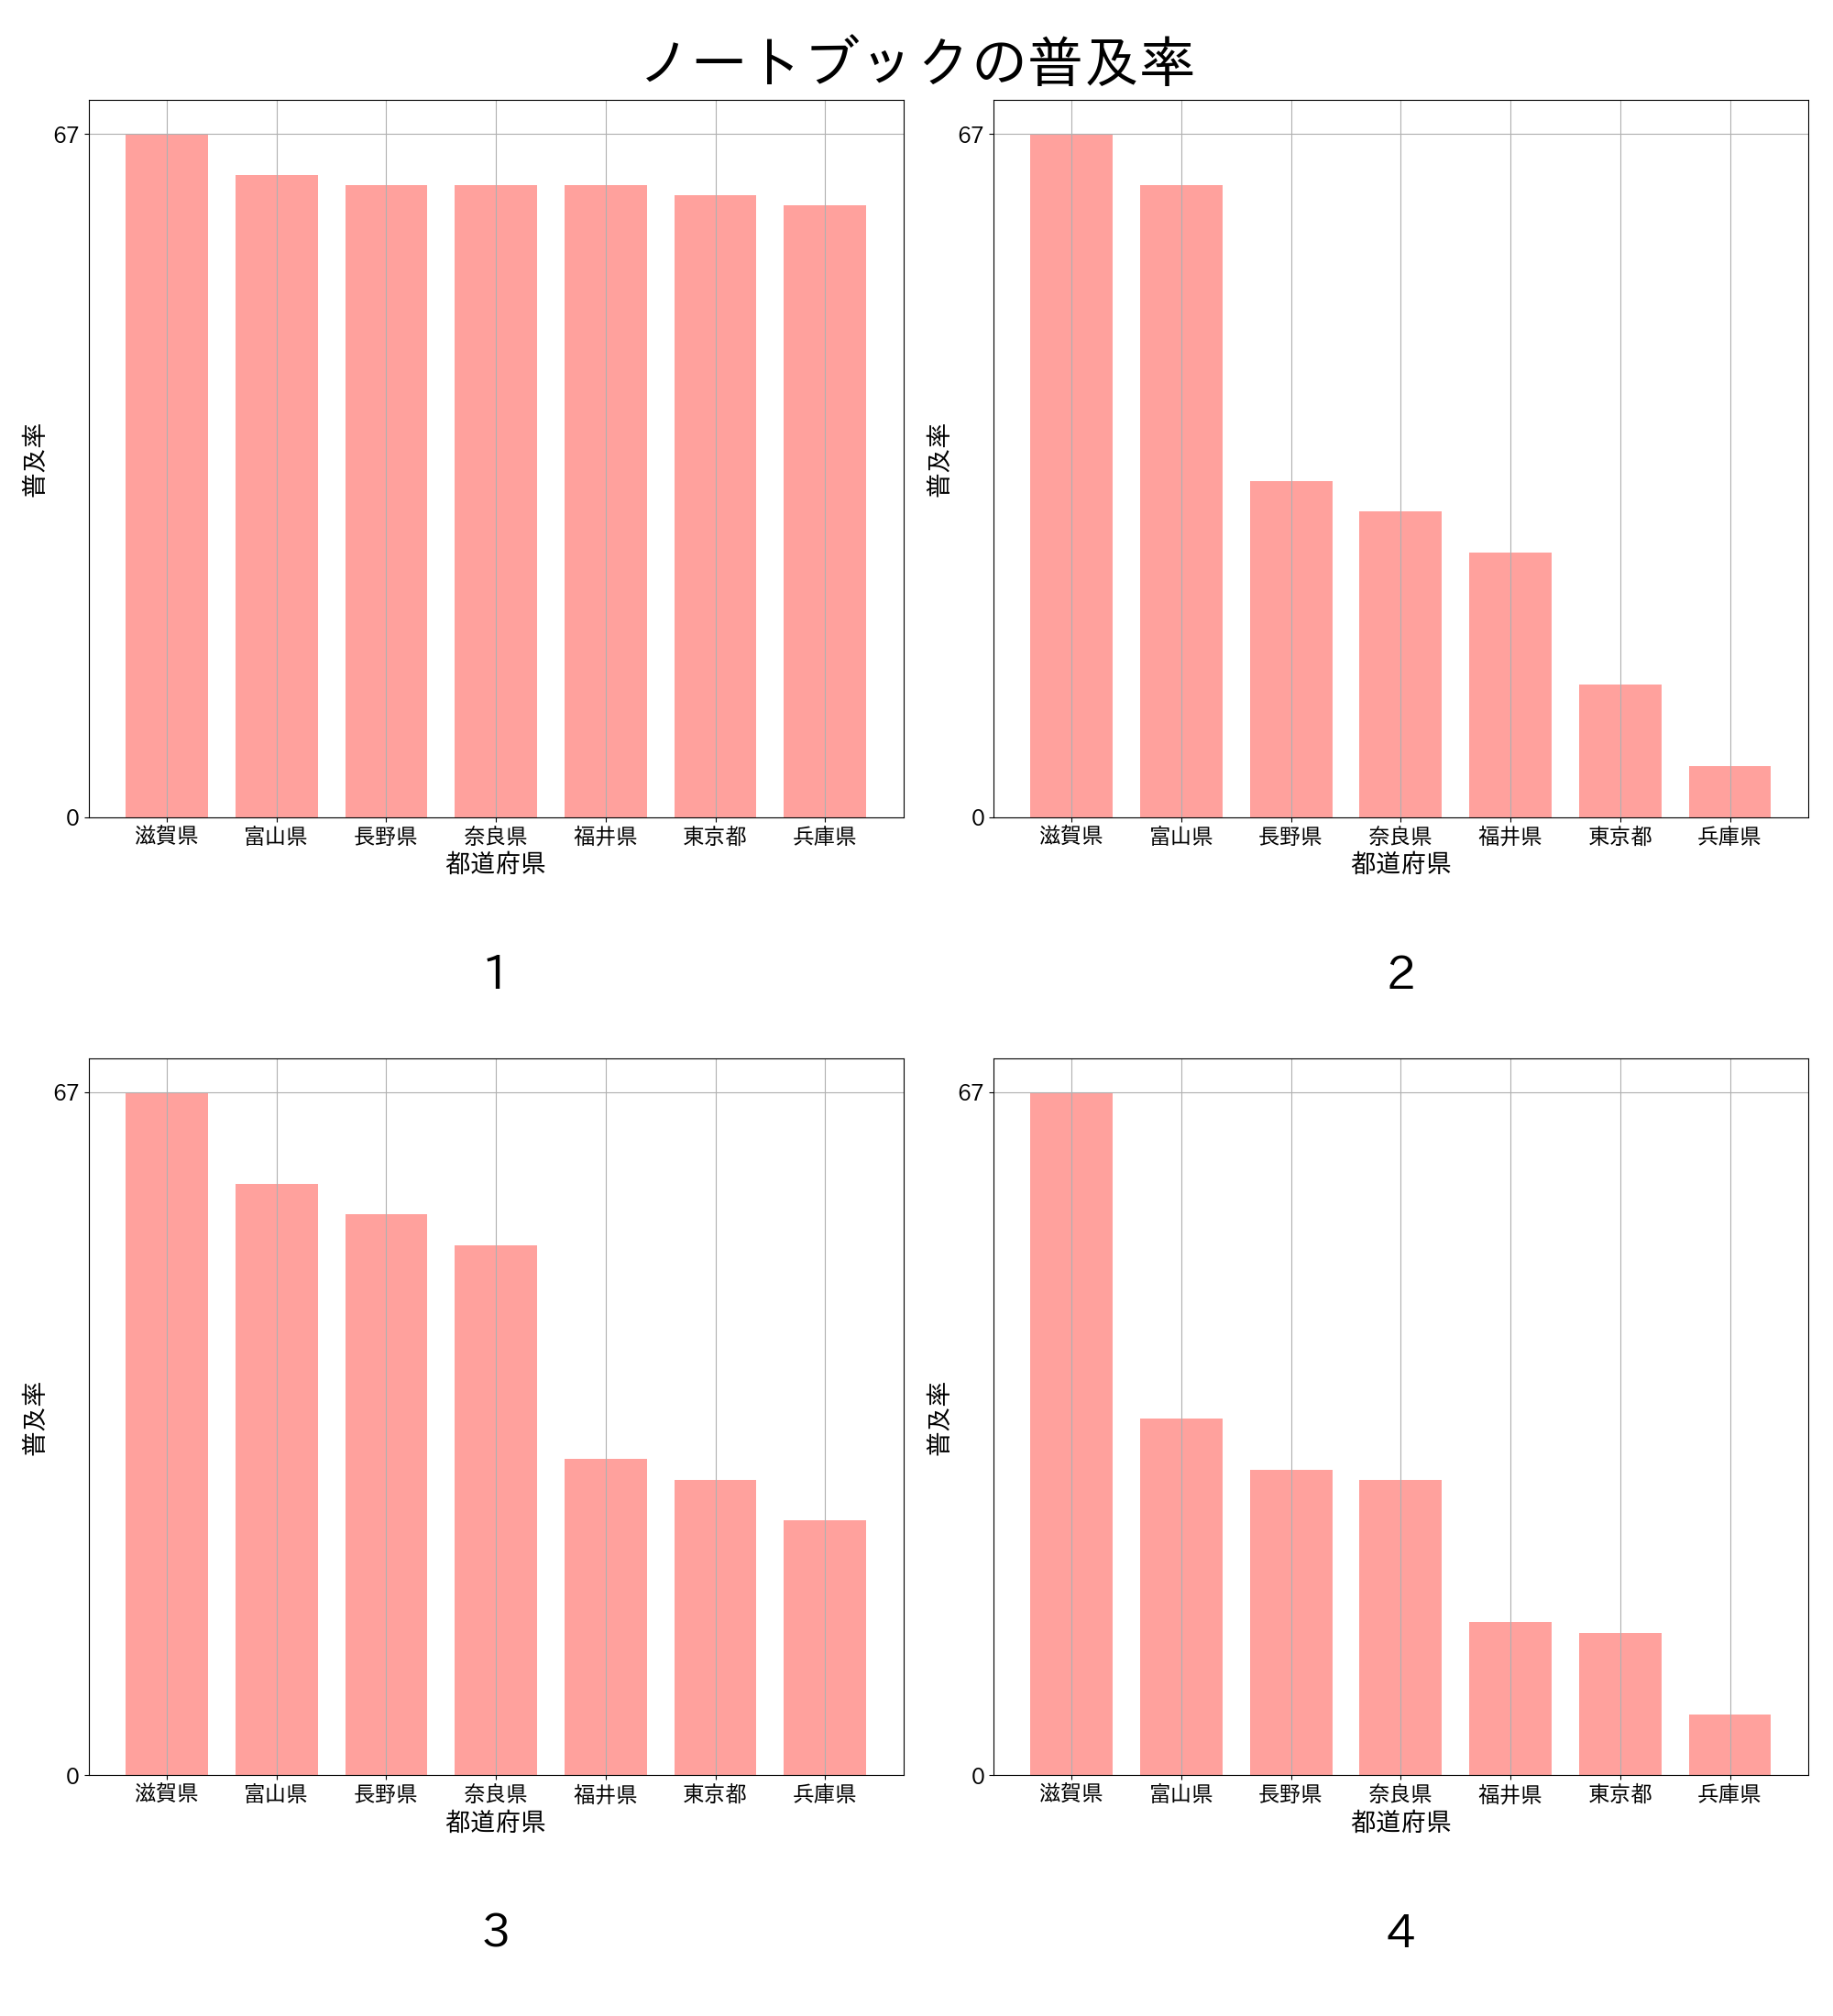 ノートブックの普及率
67
0
普及率
滋賀県 富山県 長野県 奈良県 福井県 東京都 兵庫県
都道府県
1
67
0
普及率
滋賀県 富山県 長野県 奈良県 福井県 東京都 兵庫県
都道府県
2
67
0
普及率
滋賀県 富山県 長野県 奈良県 福井県 東京都 兵庫県
都道府県
3
67
0
普及率
滋賀県 富山県 長野県 奈良県 福井県 東京都 兵庫県
都道府県
4